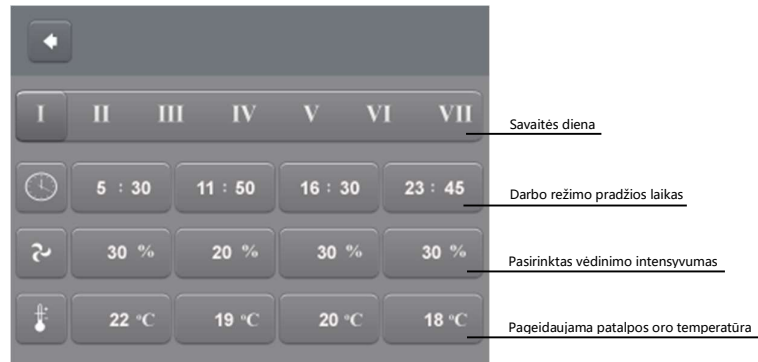 I II III IV V VI VII
Savaitės diena
5 : 30 11 : 50 16 : 30 23 : 45
Darbo režimo pradžios laikas
30 % 20 % 30 % 30 %
Pasirinktas vėdinimo intensyvumas
22 °C 19 °C 20 °C 18 °C
Pageidaujama patalpos oro temperatūra